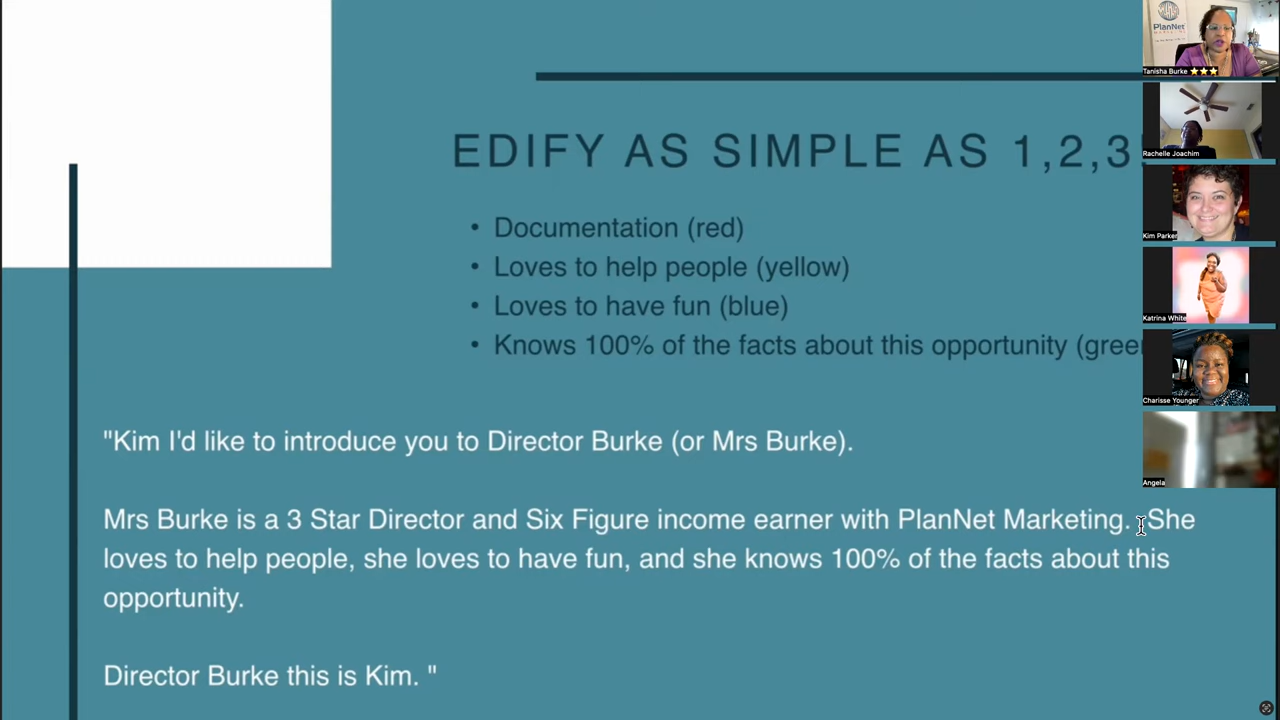 EDIFY AS SIMPLE AS 1,2,3
• Documentation (red)
• Loves to help people (yellow)
• Loves to have fun (blue)
• Knows 100% of the facts about this opportunity (green
"Kim I'd like to introduce you to Director Burke (or Mrs Burke).
Mrs Burke is a 3 Star Director and Six Figure income earner with PlanNet Marketing. She
loves to help people, she loves to have fun, and she knows 100% of the facts about this
opportunity.
Director Burke this is Kim. "
PlanNet
Tanisha Burke ⭐⭐⭐
Rachelle Joachim
Kim Parker
Katrina White
Charisse Younger
Angela